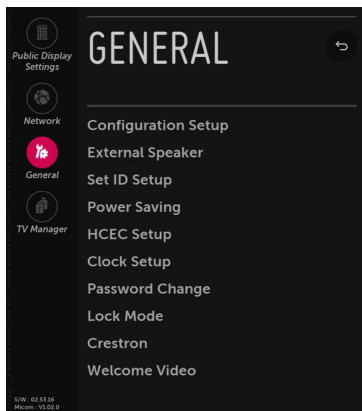 Public Display
Settings
Network
General
TV Manager
S/W : 02.53.16
Micom : V1.02.0
GENERAL
Configuration Setup
External Speaker
Set ID Setup
Power Saving
HCEC Setup
Clock Setup
Password Change
Lock Mode
Crestron
Welcome Video